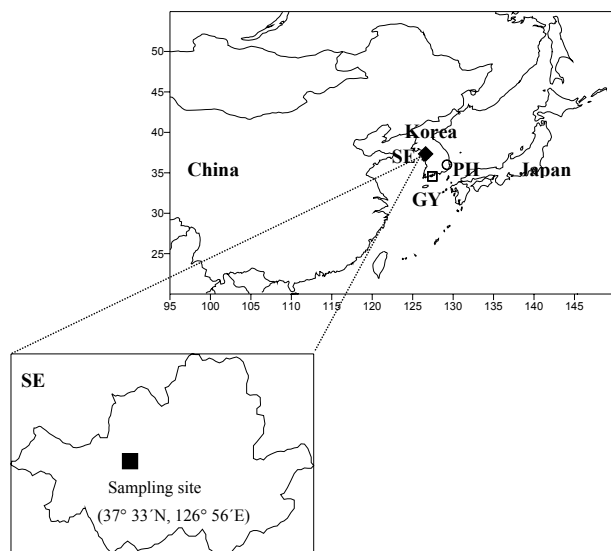 50
45
40
35
30
25
Korea
SE
PH
China
Japan
GY
95 100 105 110 115 120 125 130 135 140 145
SE
Sampling site
(37° 33´N, 126° 56´E)